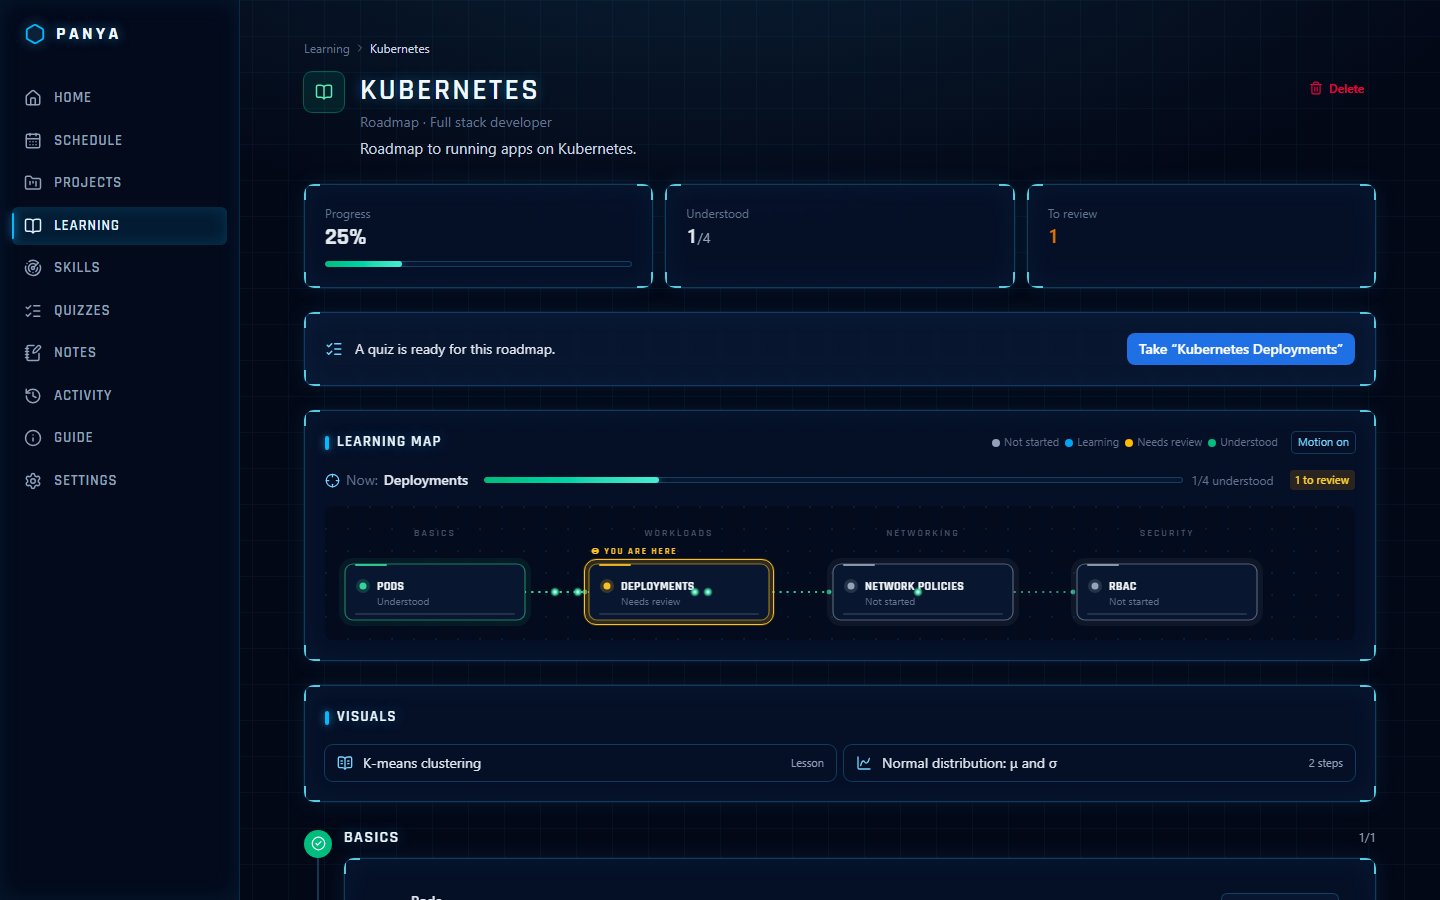 PANYA
HOME
SCHEDULE
PROJECTS
LEARNING
SKILLS
QUIZZES
NOTES
ACTIVITY
GUIDE
SETTINGS
Learning › Kubernetes
KUBERNETES
Delete
Roadmap · Full stack developer
Roadmap to running apps on Kubernetes.
Progress
25%
Understood
1/4
To review
1
A quiz is ready for this roadmap.
Take “Kubernetes Deployments”
LEARNING MAP
Not started Learning Needs review Understood
Motion on
Now: Deployments
1/4 understood
1 to review
BASICS
WORKLOADS
NETWORKING
SECURITY
YOU ARE HERE
PODS
Understood
DEPLOYMENTS
Needs review
NETWORK POLICIES
Not started
RBAC
Not started
VISUALS
K-means clustering
Lesson
Normal distribution: μ and σ
2 steps
BASICS
1/1